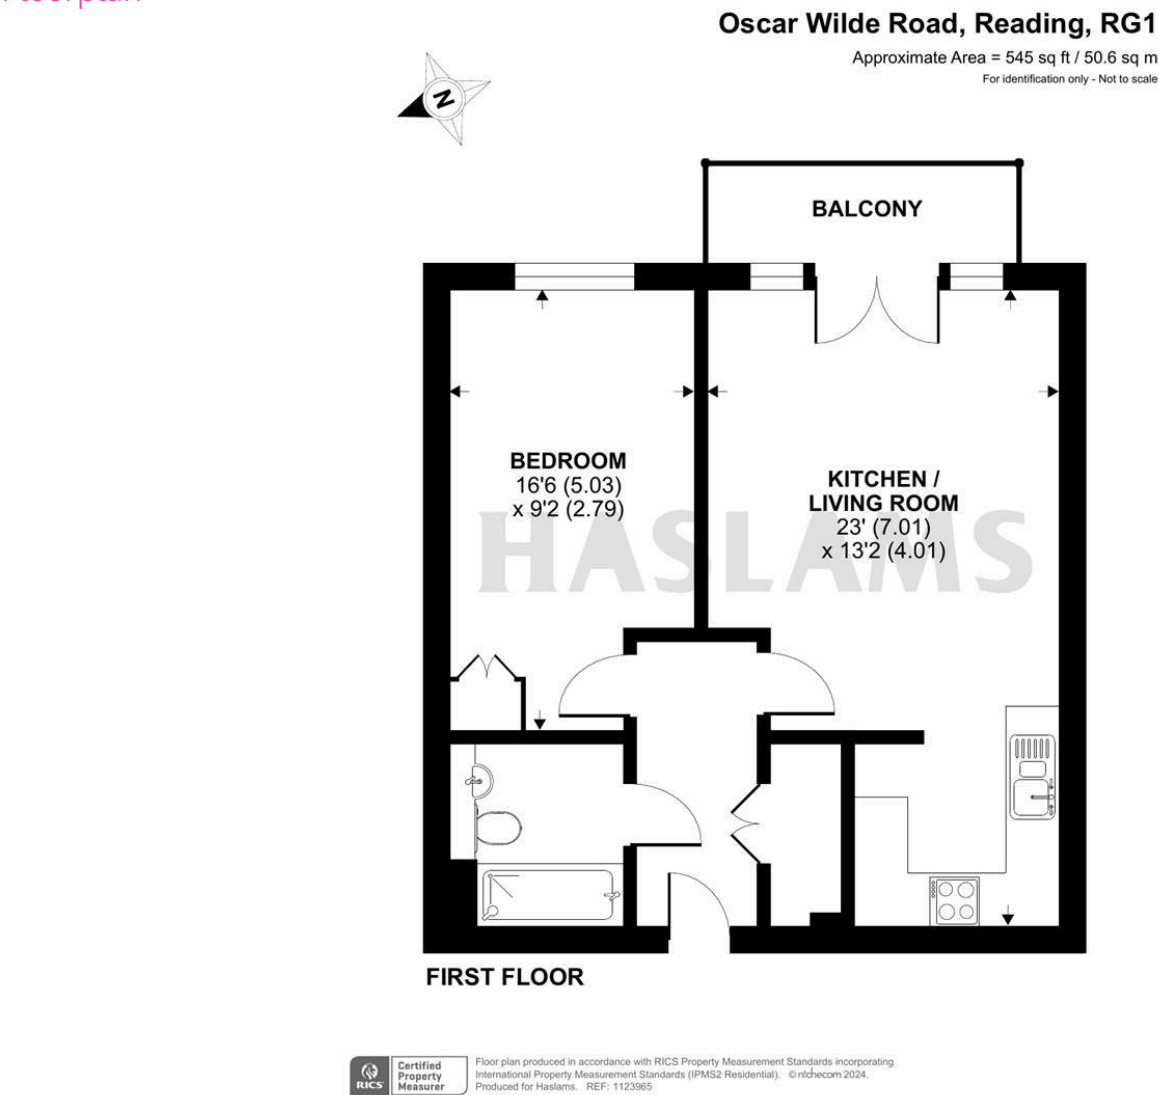 Floorplan
Oscar Wilde Road, Reading, RG1
Approximate Area = 545 sq ft / 50.6 sq m
For identification only - Not to scale
N
BALCONY
BEDROOM
16'6 (5.03)
x 9'2 (2.79)
KITCHEN /
LIVING ROOM
23' (7.01)
x 13'2 (4.01)
HASLAMS
FIRST FLOOR
RICS
Certified
Property
Measurer
Floor plan produced in accordance with RICS Property Measurement Standards incorporating
International Property Measurement Standards (IPMS2 Residential). © nichecom 2024.
Produced for Haslams. REF: 1123965